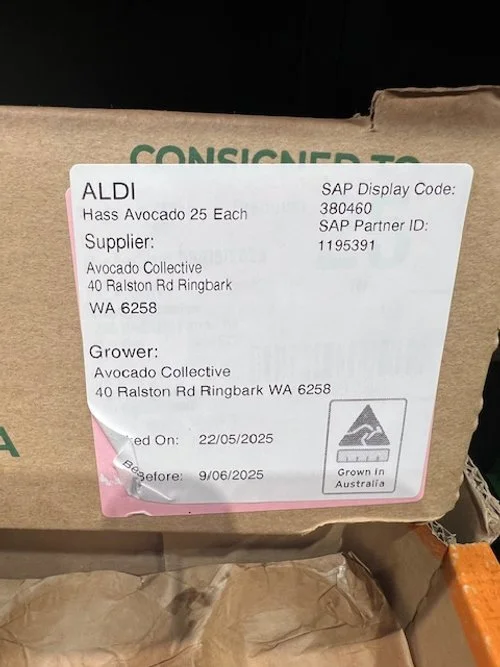 CONSIGNED TO
ALDI
Hass Avocado 25 Each
SAP Display Code:
380460
SAP Partner ID:
1195391
Supplier:
Avocado Collective
40 Ralston Rd Ringbark
WA 6258
Grower:
Avocado Collective
40 Ralston Rd Ringbark WA 6258
ed On: 22/05/2025
Before: 9/06/2025
Grown in
Australia
A